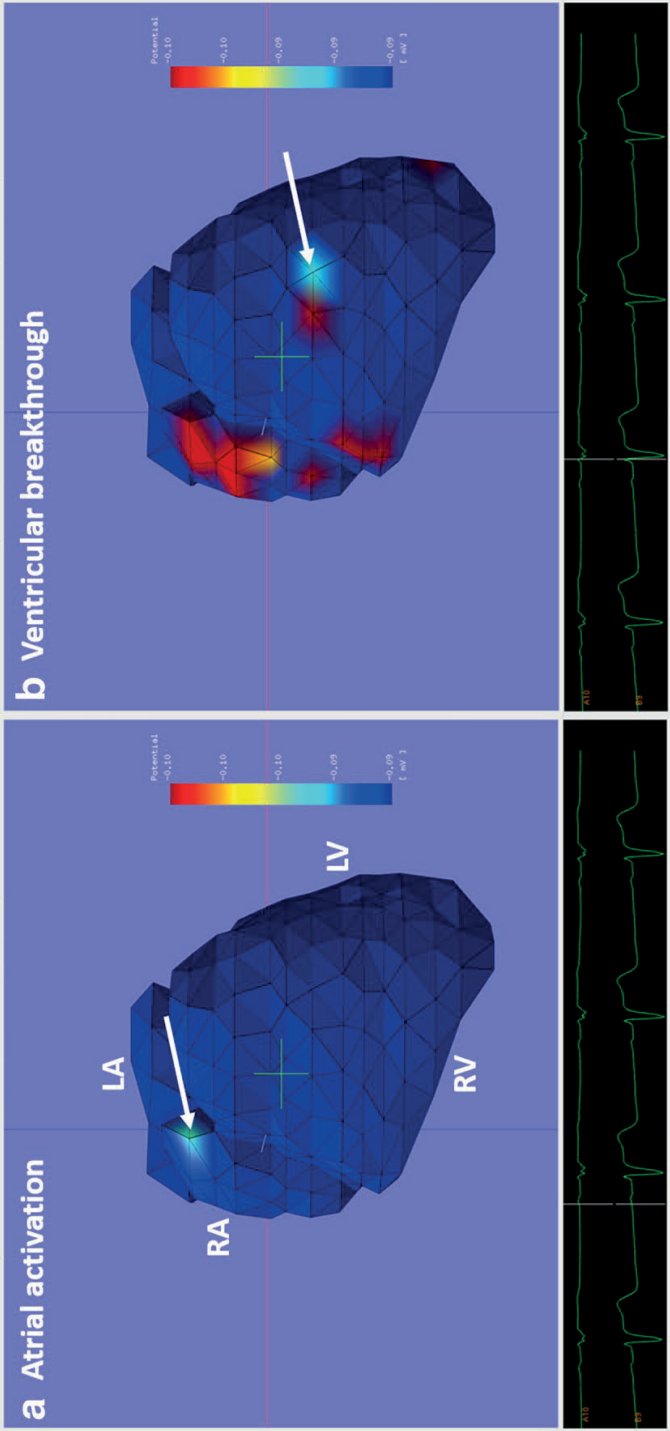 a Atrial activation
LA
RA
LV
RV
Potential
-0.10
-0.10
-0.10
-0.09
-0.09
[ mV ]
A10
B9
b Ventricular breakthrough
Potential
-0.10
-0.10
-0.09
-0.09
-0.09
[ mV ]
A10
B9